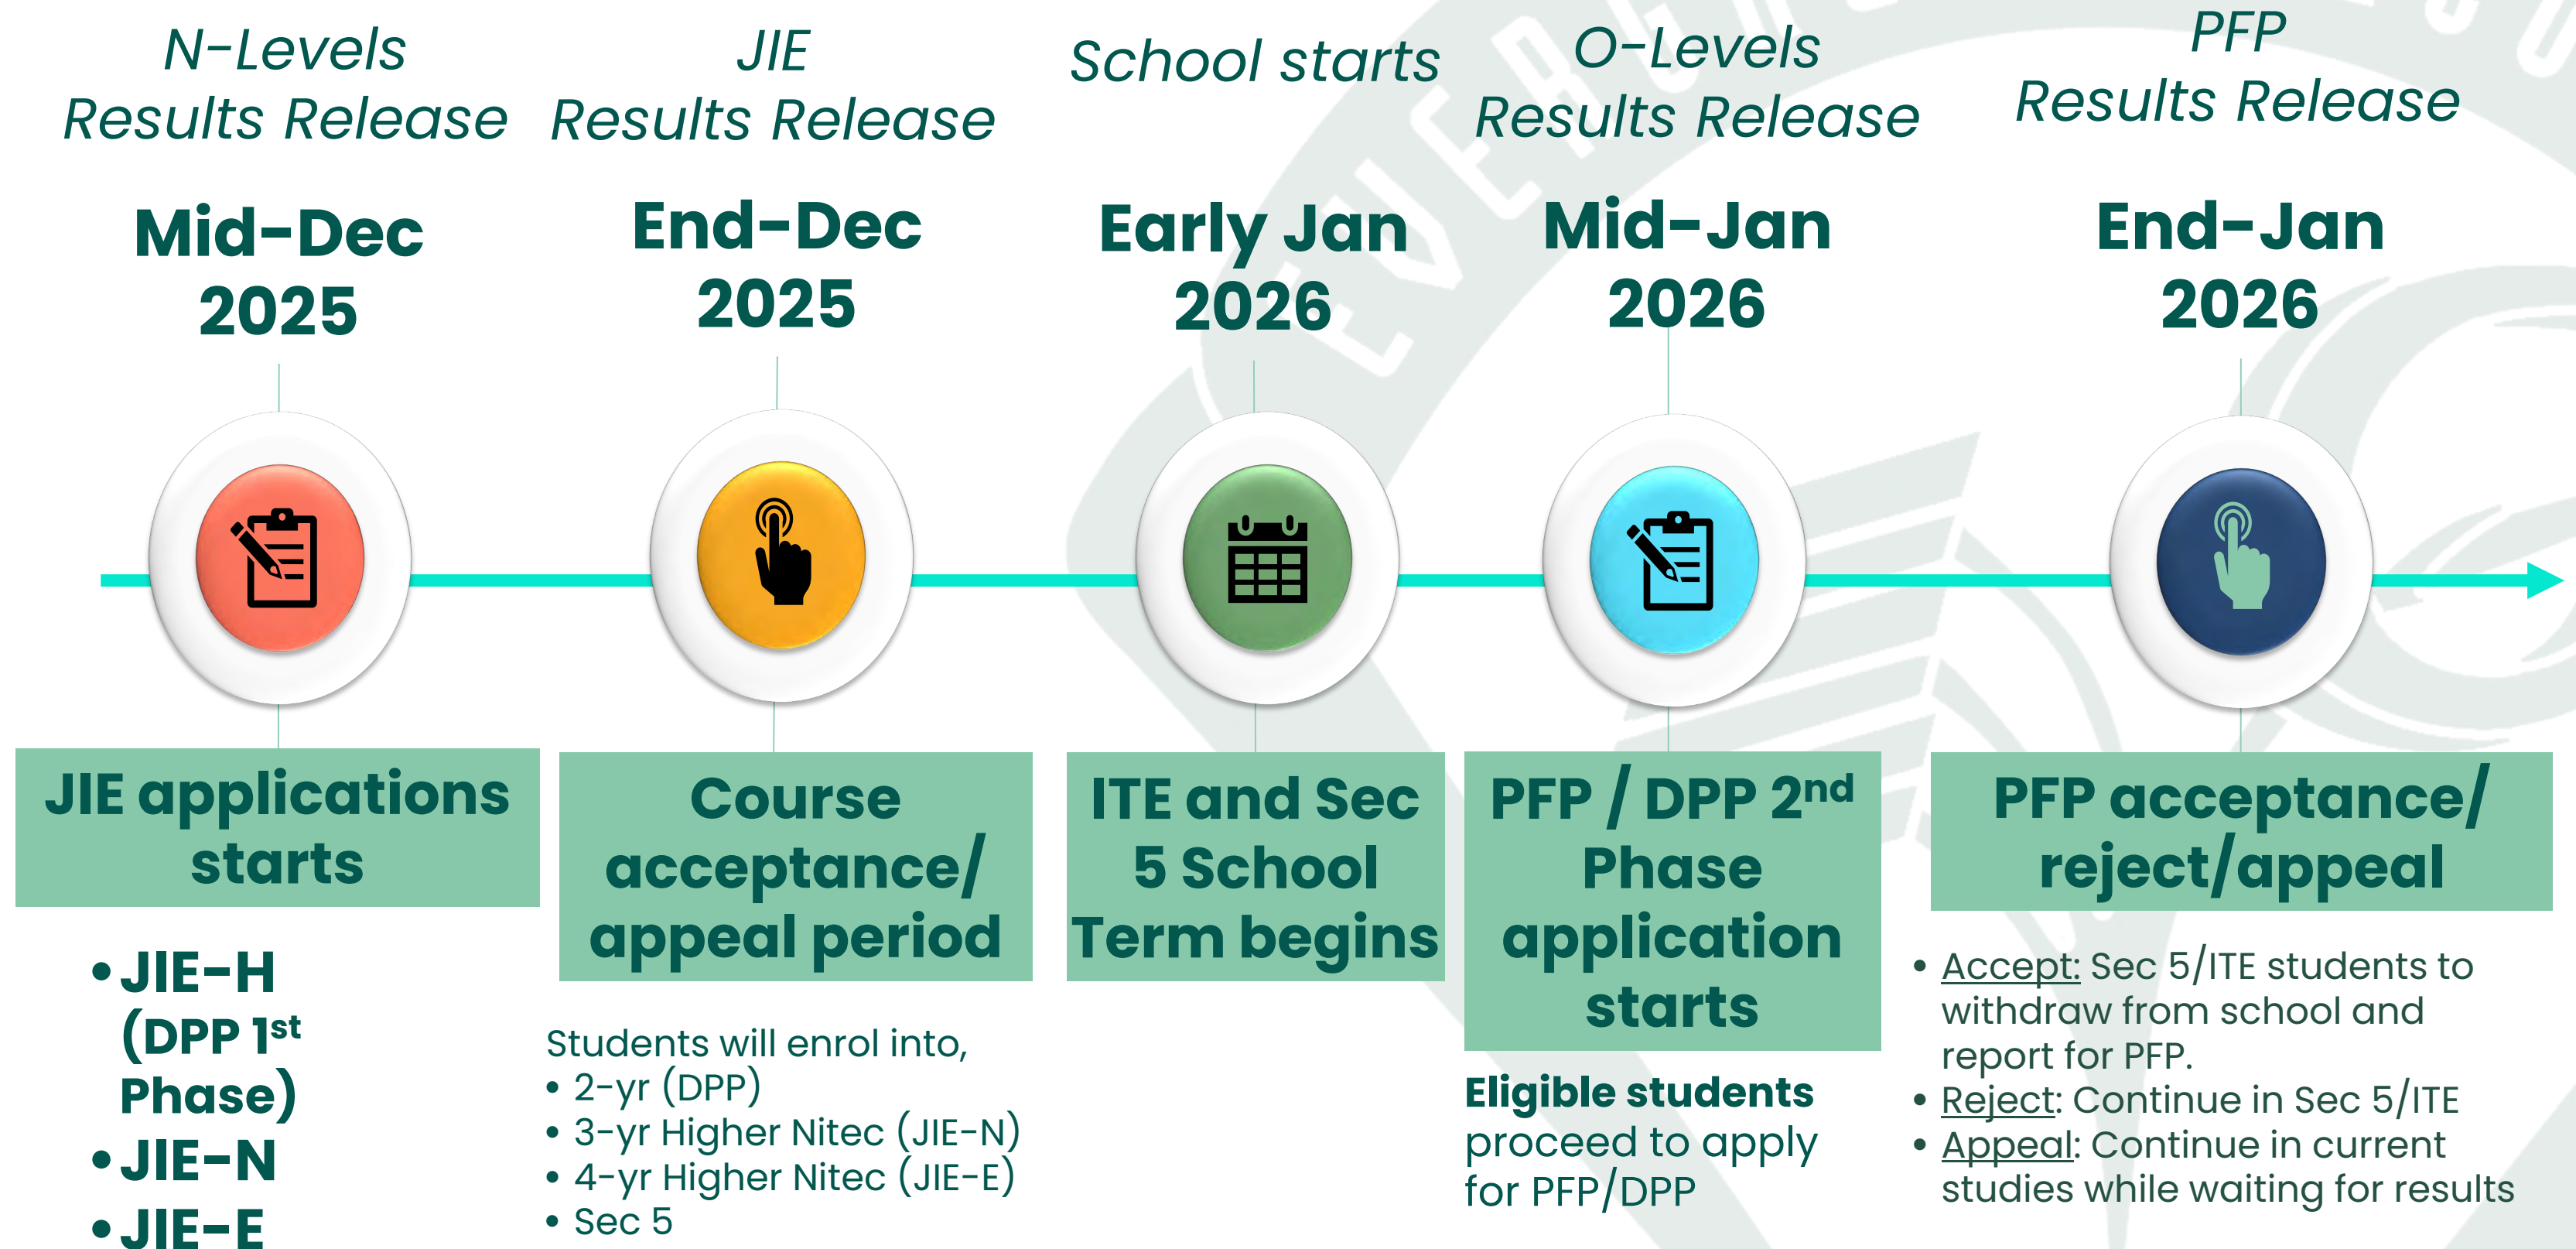 N-Levels
Results Release
Mid-Dec
2025
JIE applications
starts
•JIE-H
(DPP 1st
Phase)
•JIE-N
•JIE-E
JIE
Results Release
End-Dec
2025
Course
acceptance/
appeal period
Students will enrol into,
• 2-yr (DPP)
• 3-yr Higher Nitec (JIE-N)
• 4-yr Higher Nitec (JIE-E)
• Sec 5
School starts
Early Jan
2026
ITE and Sec
5 School
Term begins
O-Levels
Results Release
Mid-Jan
2026
PFP / DPP 2nd
Phase
application
starts
Eligible students
proceed to apply
for PFP/DPP
PFP
Results Release
End-Jan
2026
PFP acceptance/
reject/appeal
• Accept: Sec 5/ITE students to
withdraw from school and
report for PFP.
• Reject: Continue in Sec 5/ITE
• Appeal: Continue in current
studies while waiting for results